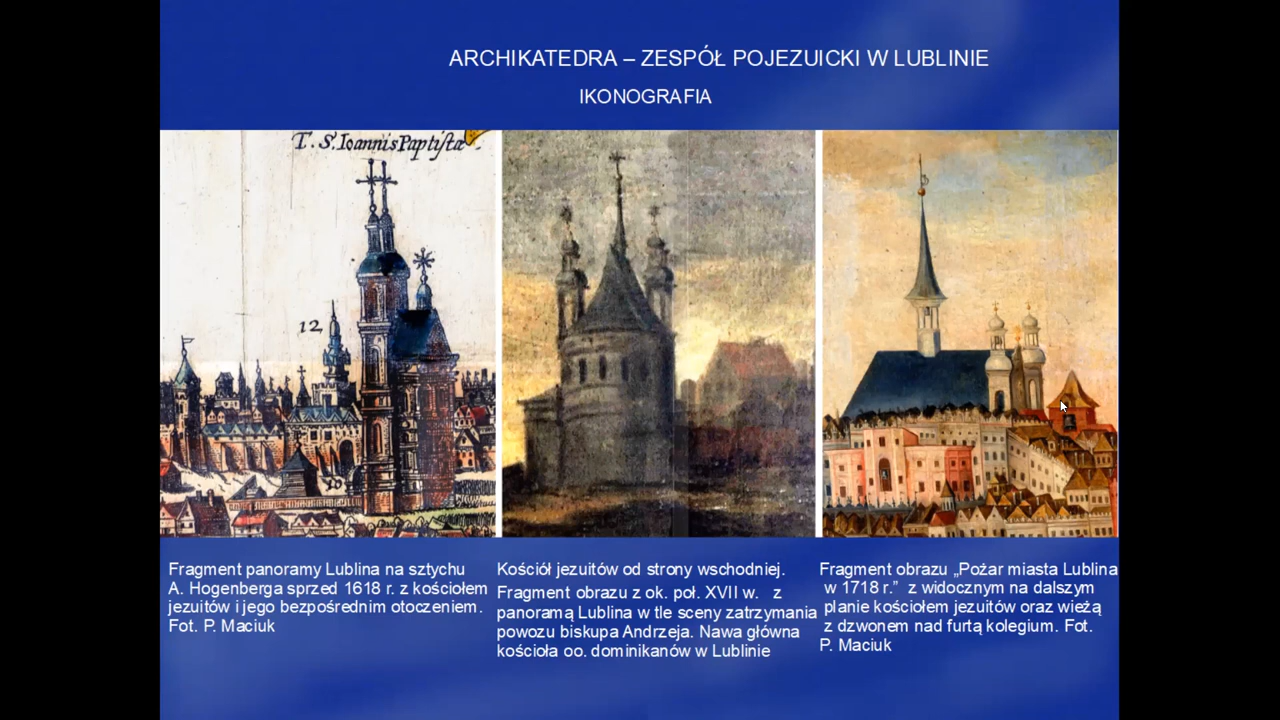 ARCHIKATEDRA – ZESPÓŁ POJEZUICKI W LUBLINIE
IKONOGRAFIA
T. S. Ioannis Paptistæ
12
10
Fragment panoramy Lublina na sztychu
A. Hogenberga sprzed 1618 r. z kościołem
jezuitów i jego bezpośrednim otoczeniem.
Fot. P. Maciuk
Kościół jezuitów od strony wschodniej.
Fragment obrazu z ok. poł. XVII w. z
panoramą Lublina w tle sceny zatrzymania
powozu biskupa Andrzeja. Nawa główna
kościoła oo. dominikanów w Lublinie
Fragment obrazu „Pożar miasta Lublina
w 1718 r.” z widocznym na dalszym
planie kościołem jezuitów oraz wieżą
z dzwonem nad furtą kolegium. Fot.
P. Maciuk